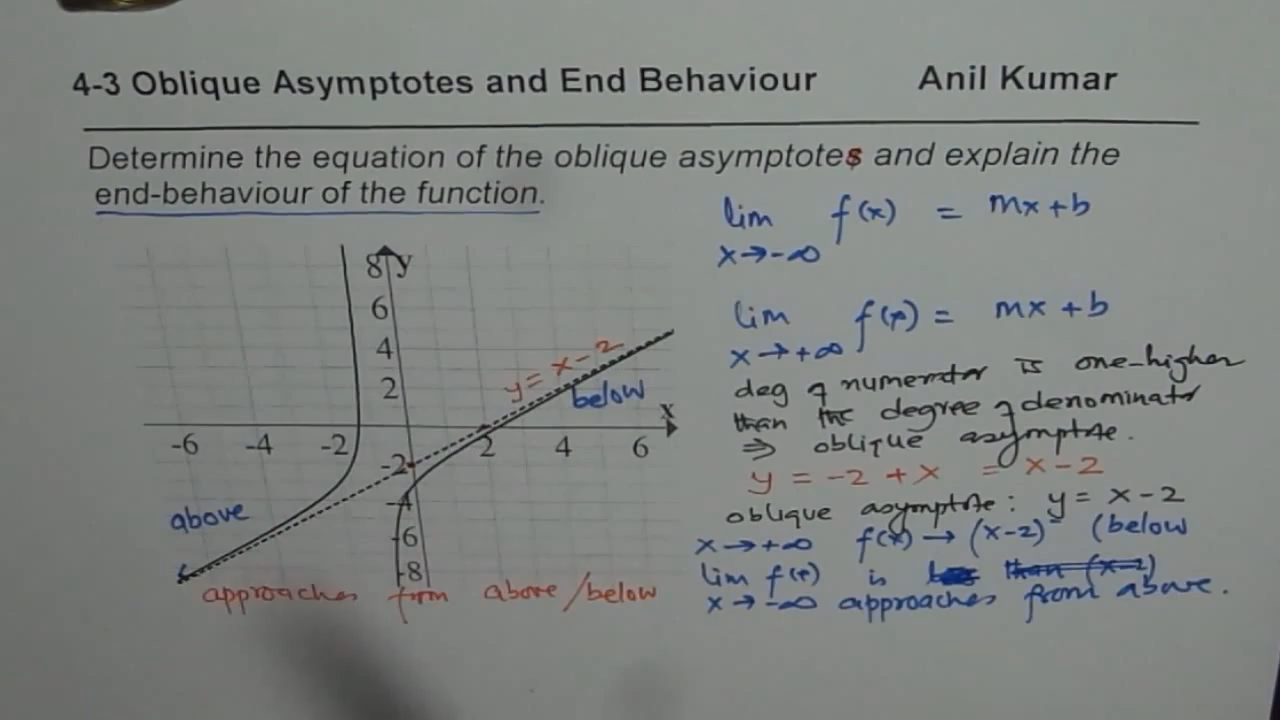 4-3 Oblique Asymptotes and End Behaviour Anil Kumar
Determine the equation of the oblique asymptotes and explain the
end-behaviour of the function.
lim f(x) = mx+b
x→-∞
lim f(x) = mx+b
x→+∞
deg of numerator is one-higher
than the degree of denominator
⇒ oblique asymptote.
y = -2 + x = x-2
oblique asymptote: y = x-2
x→+∞ f(x) → (x-2)⁻ (below
lim f(x) is than (x-2)
x→-∞ approaches from above.
8 y
6
4
2
y = x-2
below
x
-6 -4 -2 2 4 6
-2
-4
-6
-8
above
approaches from above/below